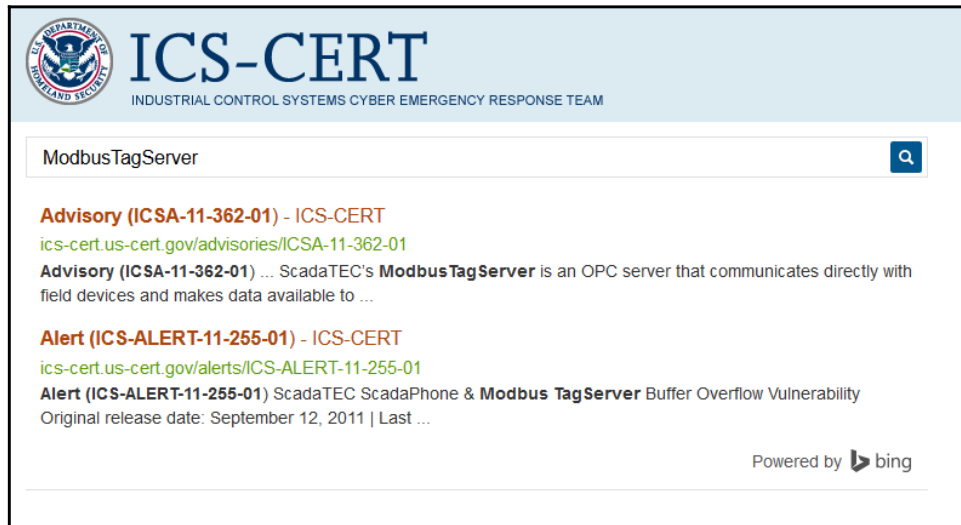 U.S. DEPARTMENT OF
HOMELAND SECURITY
ICS-CERT
INDUSTRIAL CONTROL SYSTEMS CYBER EMERGENCY RESPONSE TEAM
ModbusTagServer
Advisory (ICSA-11-362-01) - ICS-CERT
ics-cert.us-cert.gov/advisories/ICSA-11-362-01
Advisory (ICSA-11-362-01) ... ScadaTEC's ModbusTagServer is an OPC server that communicates directly with
field devices and makes data available to ...
Alert (ICS-ALERT-11-255-01) - ICS-CERT
ics-cert.us-cert.gov/alerts/ICS-ALERT-11-255-01
Alert (ICS-ALERT-11-255-01) ScadaTEC ScadaPhone & Modbus TagServer Buffer Overflow Vulnerability
Original release date: September 12, 2011 | Last ...
Powered by bing